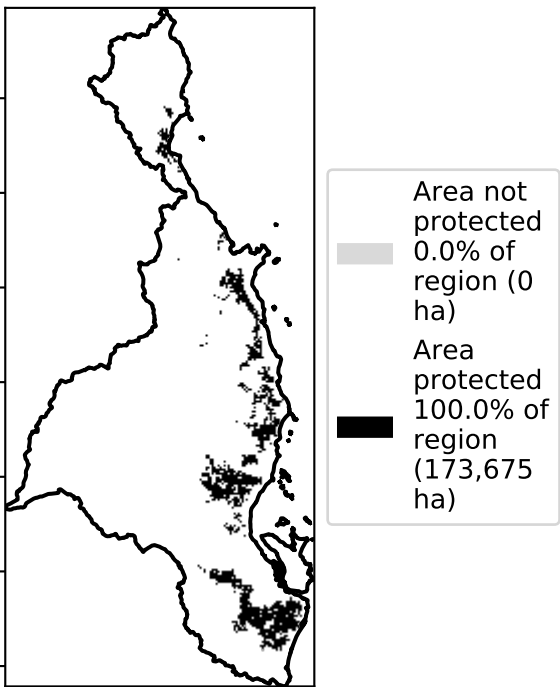 Area not
protected
0.0% of
region (0
ha)
Area
protected
100.0% of
region
(173,675
ha)